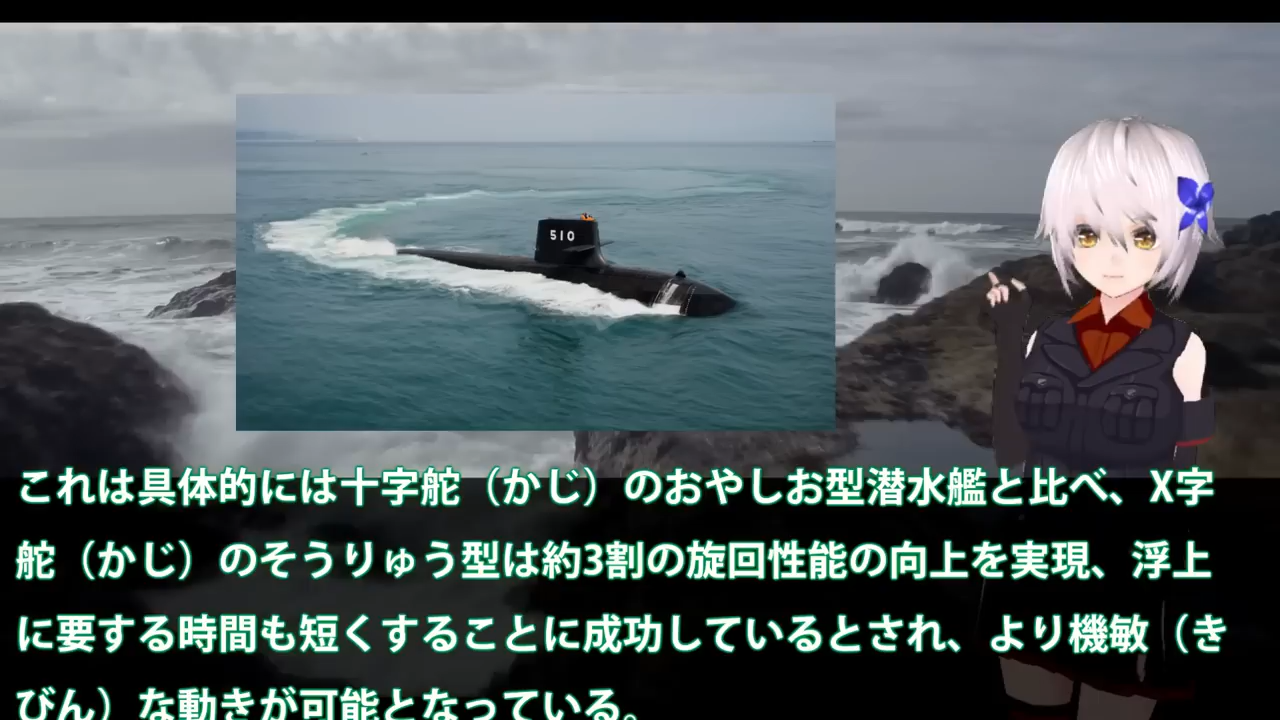 510
これは具体的には十字舵（かじ）のおやしお型潜水艦と比べ、X字
舵（かじ）のそうりゅう型は約3割の旋回性能の向上を実現、浮上
に要する時間も短くすることに成功しているとされ、より機敏（き
びん）な動きが可能となっている。